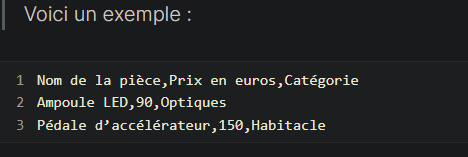 Voici un exemple :
1 Nom de la pièce,Prix en euros,Catégorie
2 Ampoule LED,90,Optiques
3 Pédale d’accélérateur,150,Habitacle